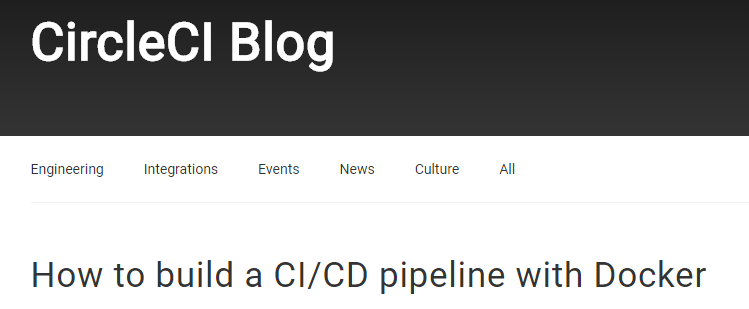 CircleCI Blog
Engineering Integrations Events News Culture All
How to build a CI/CD pipeline with Docker